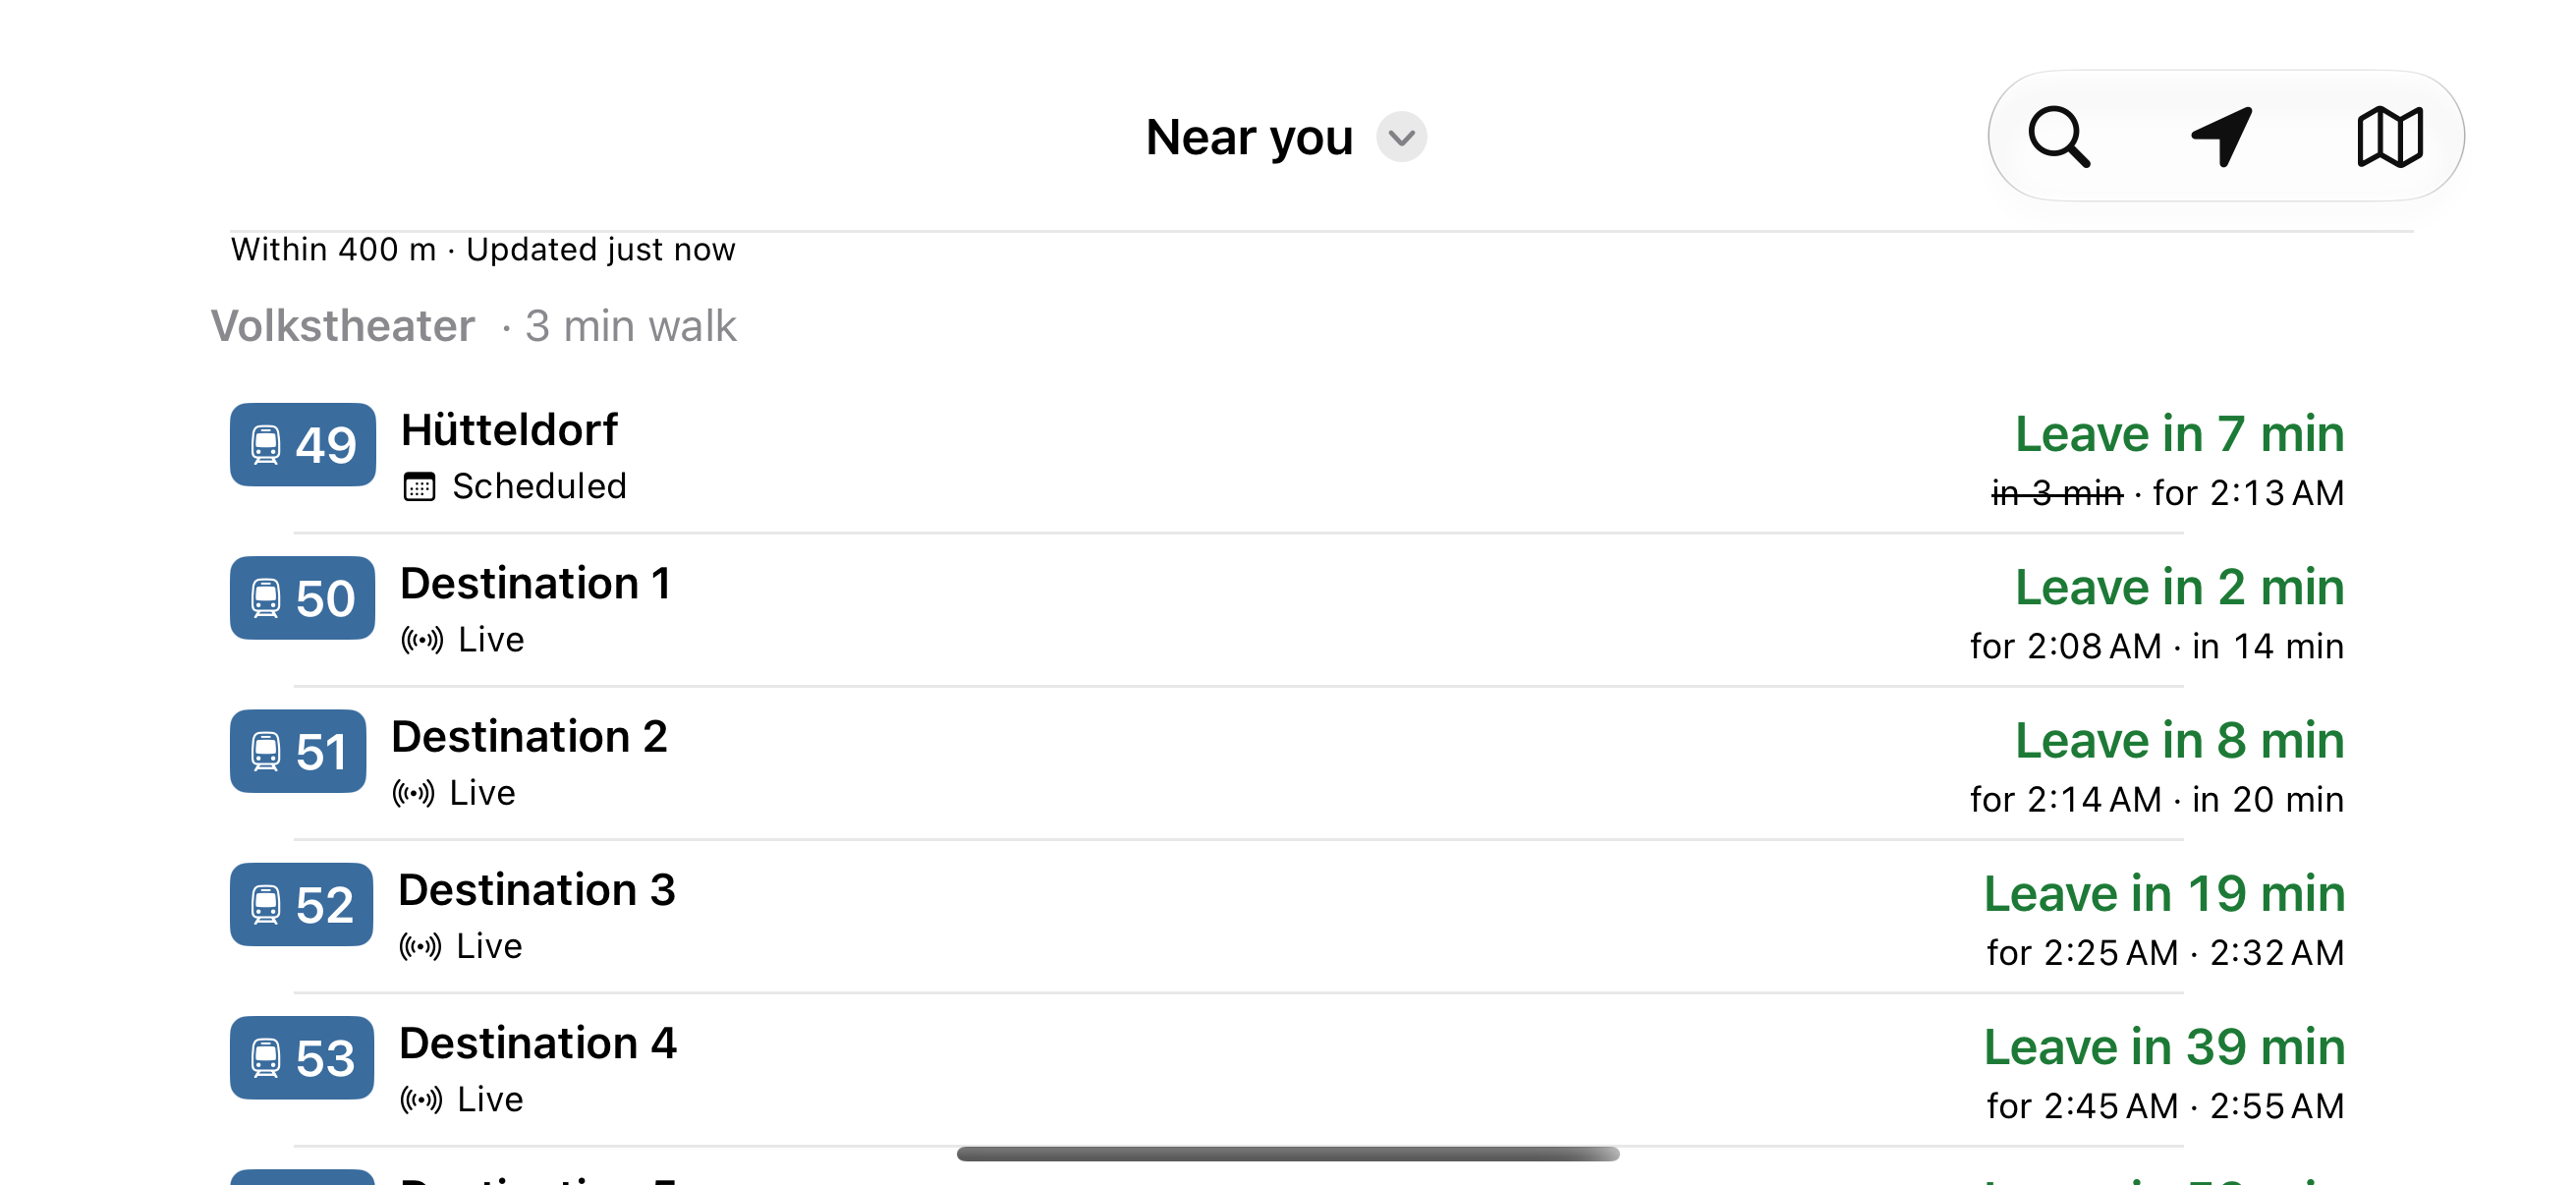 Near you
Within 400 m · Updated just now
Volkstheater · 3 min walk
49 Hütteldorf
Leave in 7 min
Scheduled
in 3 min · for 2:13 AM
50 Destination 1
Leave in 2 min
Live
for 2:08 AM · in 14 min
51 Destination 2
Leave in 8 min
Live
for 2:14 AM · in 20 min
52 Destination 3
Leave in 19 min
Live
for 2:25 AM · 2:32 AM
53 Destination 4
Leave in 39 min
Live
for 2:45 AM · 2:55 AM